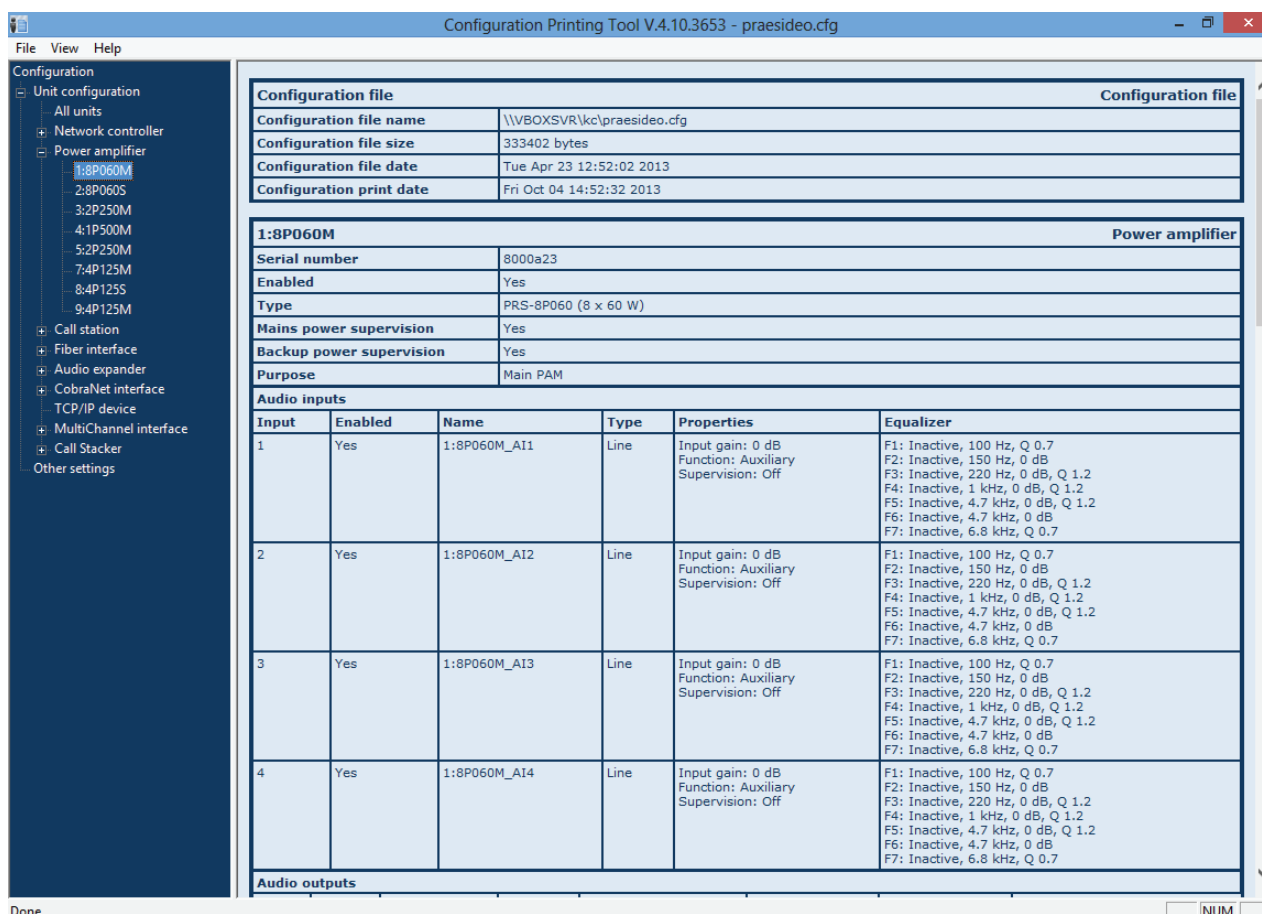 Configuration Printing Tool V.4.10.3653 - praesideo.cfg
File View Help
Configuration
Unit configuration
All units
Network controller
Power amplifier
1:8P060M
2:8P060S
3:2P250M
4:1P500M
5:2P250M
7:4P125M
8:4P125S
9:4P125M
Call station
Fiber interface
Audio expander
CobraNet interface
TCP/IP device
MultiChannel interface
Call Stacker
Other settings
Configuration file Configuration file
Configuration file name \\VBOXSVR\kc\praesideo.cfg
Configuration file size 333402 bytes
Configuration file date Tue Apr 23 12:52:02 2013
Configuration print date Fri Oct 04 14:52:32 2013
1:8P060M Power amplifier
Serial number 8000a23
Enabled Yes
Type PRS-8P060 (8 x 60 W)
Mains power supervision Yes
Backup power supervision Yes
Purpose Main PAM
Audio inputs
Input Enabled Name Type Properties Equalizer
1 Yes 1:8P060M_AI1 Line Input gain: 0 dB F1: Inactive, 100 Hz, Q 0.7
Function: Auxiliary F2: Inactive, 150 Hz, 0 dB
Supervision: Off F3: Inactive, 220 Hz, 0 dB, Q 1.2
F4: Inactive, 1 kHz, 0 dB, Q 1.2
F5: Inactive, 4.7 kHz, 0 dB, Q 1.2
F6: Inactive, 4.7 kHz, 0 dB
F7: Inactive, 6.8 kHz, Q 0.7
2 Yes 1:8P060M_AI2 Line Input gain: 0 dB F1: Inactive, 100 Hz, Q 0.7
Function: Auxiliary F2: Inactive, 150 Hz, 0 dB
Supervision: Off F3: Inactive, 220 Hz, 0 dB, Q 1.2
F4: Inactive, 1 kHz, 0 dB, Q 1.2
F5: Inactive, 4.7 kHz, 0 dB, Q 1.2
F6: Inactive, 4.7 kHz, 0 dB
F7: Inactive, 6.8 kHz, Q 0.7
3 Yes 1:8P060M_AI3 Line Input gain: 0 dB F1: Inactive, 100 Hz, Q 0.7
Function: Auxiliary F2: Inactive, 150 Hz, 0 dB
Supervision: Off F3: Inactive, 220 Hz, 0 dB, Q 1.2
F4: Inactive, 1 kHz, 0 dB, Q 1.2
F5: Inactive, 4.7 kHz, 0 dB, Q 1.2
F6: Inactive, 4.7 kHz, 0 dB
F7: Inactive, 6.8 kHz, Q 0.7
4 Yes 1:8P060M_AI4 Line Input gain: 0 dB F1: Inactive, 100 Hz, Q 0.7
Function: Auxiliary F2: Inactive, 150 Hz, 0 dB
Supervision: Off F3: Inactive, 220 Hz, 0 dB, Q 1.2
F4: Inactive, 1 kHz, 0 dB, Q 1.2
F5: Inactive, 4.7 kHz, 0 dB, Q 1.2
F6: Inactive, 4.7 kHz, 0 dB
F7: Inactive, 6.8 kHz, Q 0.7
Audio outputs
Done NUM